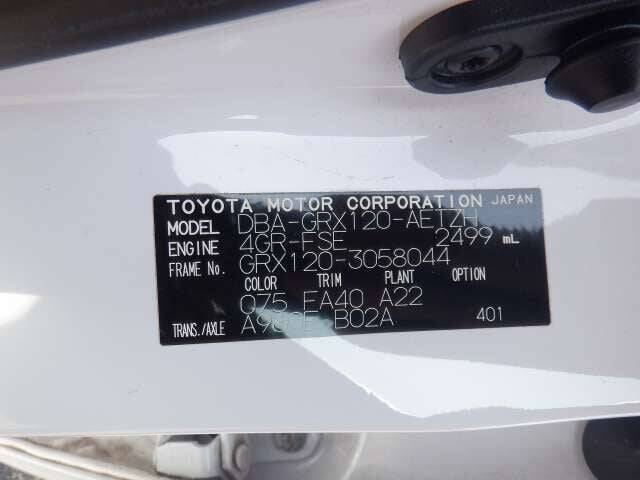 TOYOTA MOTOR CORPORATION JAPAN
MODEL DBA-GRX120-AETZH
ENGINE 4GR-FSE 2499 mL
FRAME No. GRX120-3058044
COLOR TRIM PLANT OPTION
075 FA40 A22
TRANS./AXLE A960E B02A 401